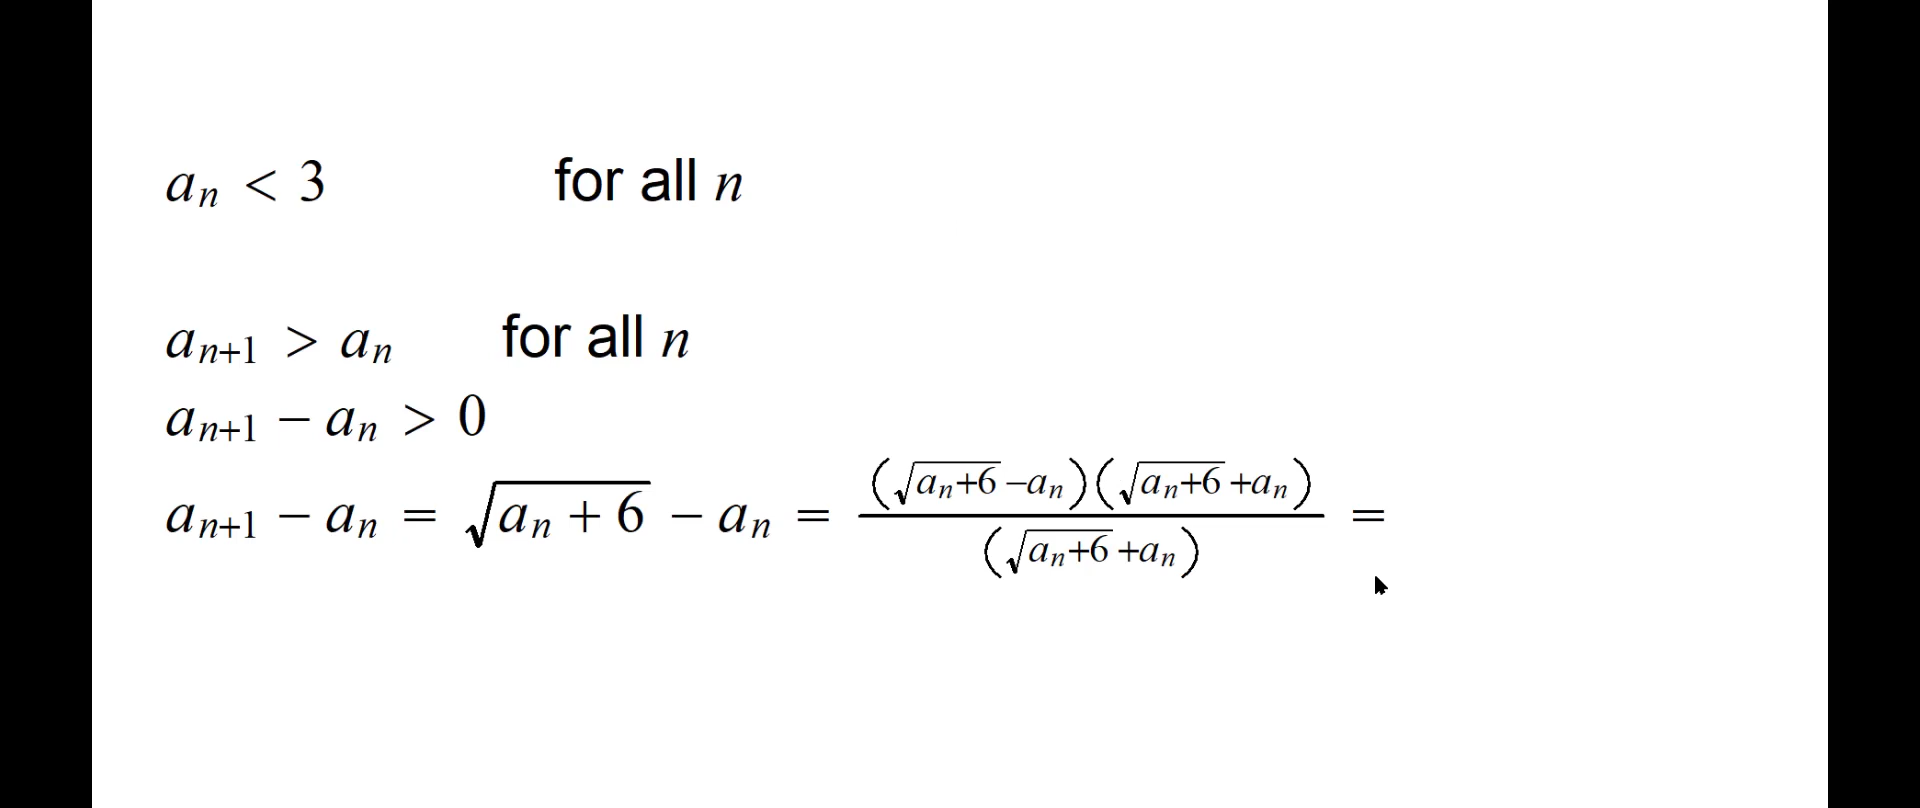 aₙ < 3 for all n
aₙ₊₁ > aₙ for all n
aₙ₊₁ − aₙ > 0
aₙ₊₁ − aₙ = √(aₙ + 6) − aₙ = (√(aₙ+6) −aₙ)(√(aₙ+6) +aₙ) / (√(aₙ+6) +aₙ) =